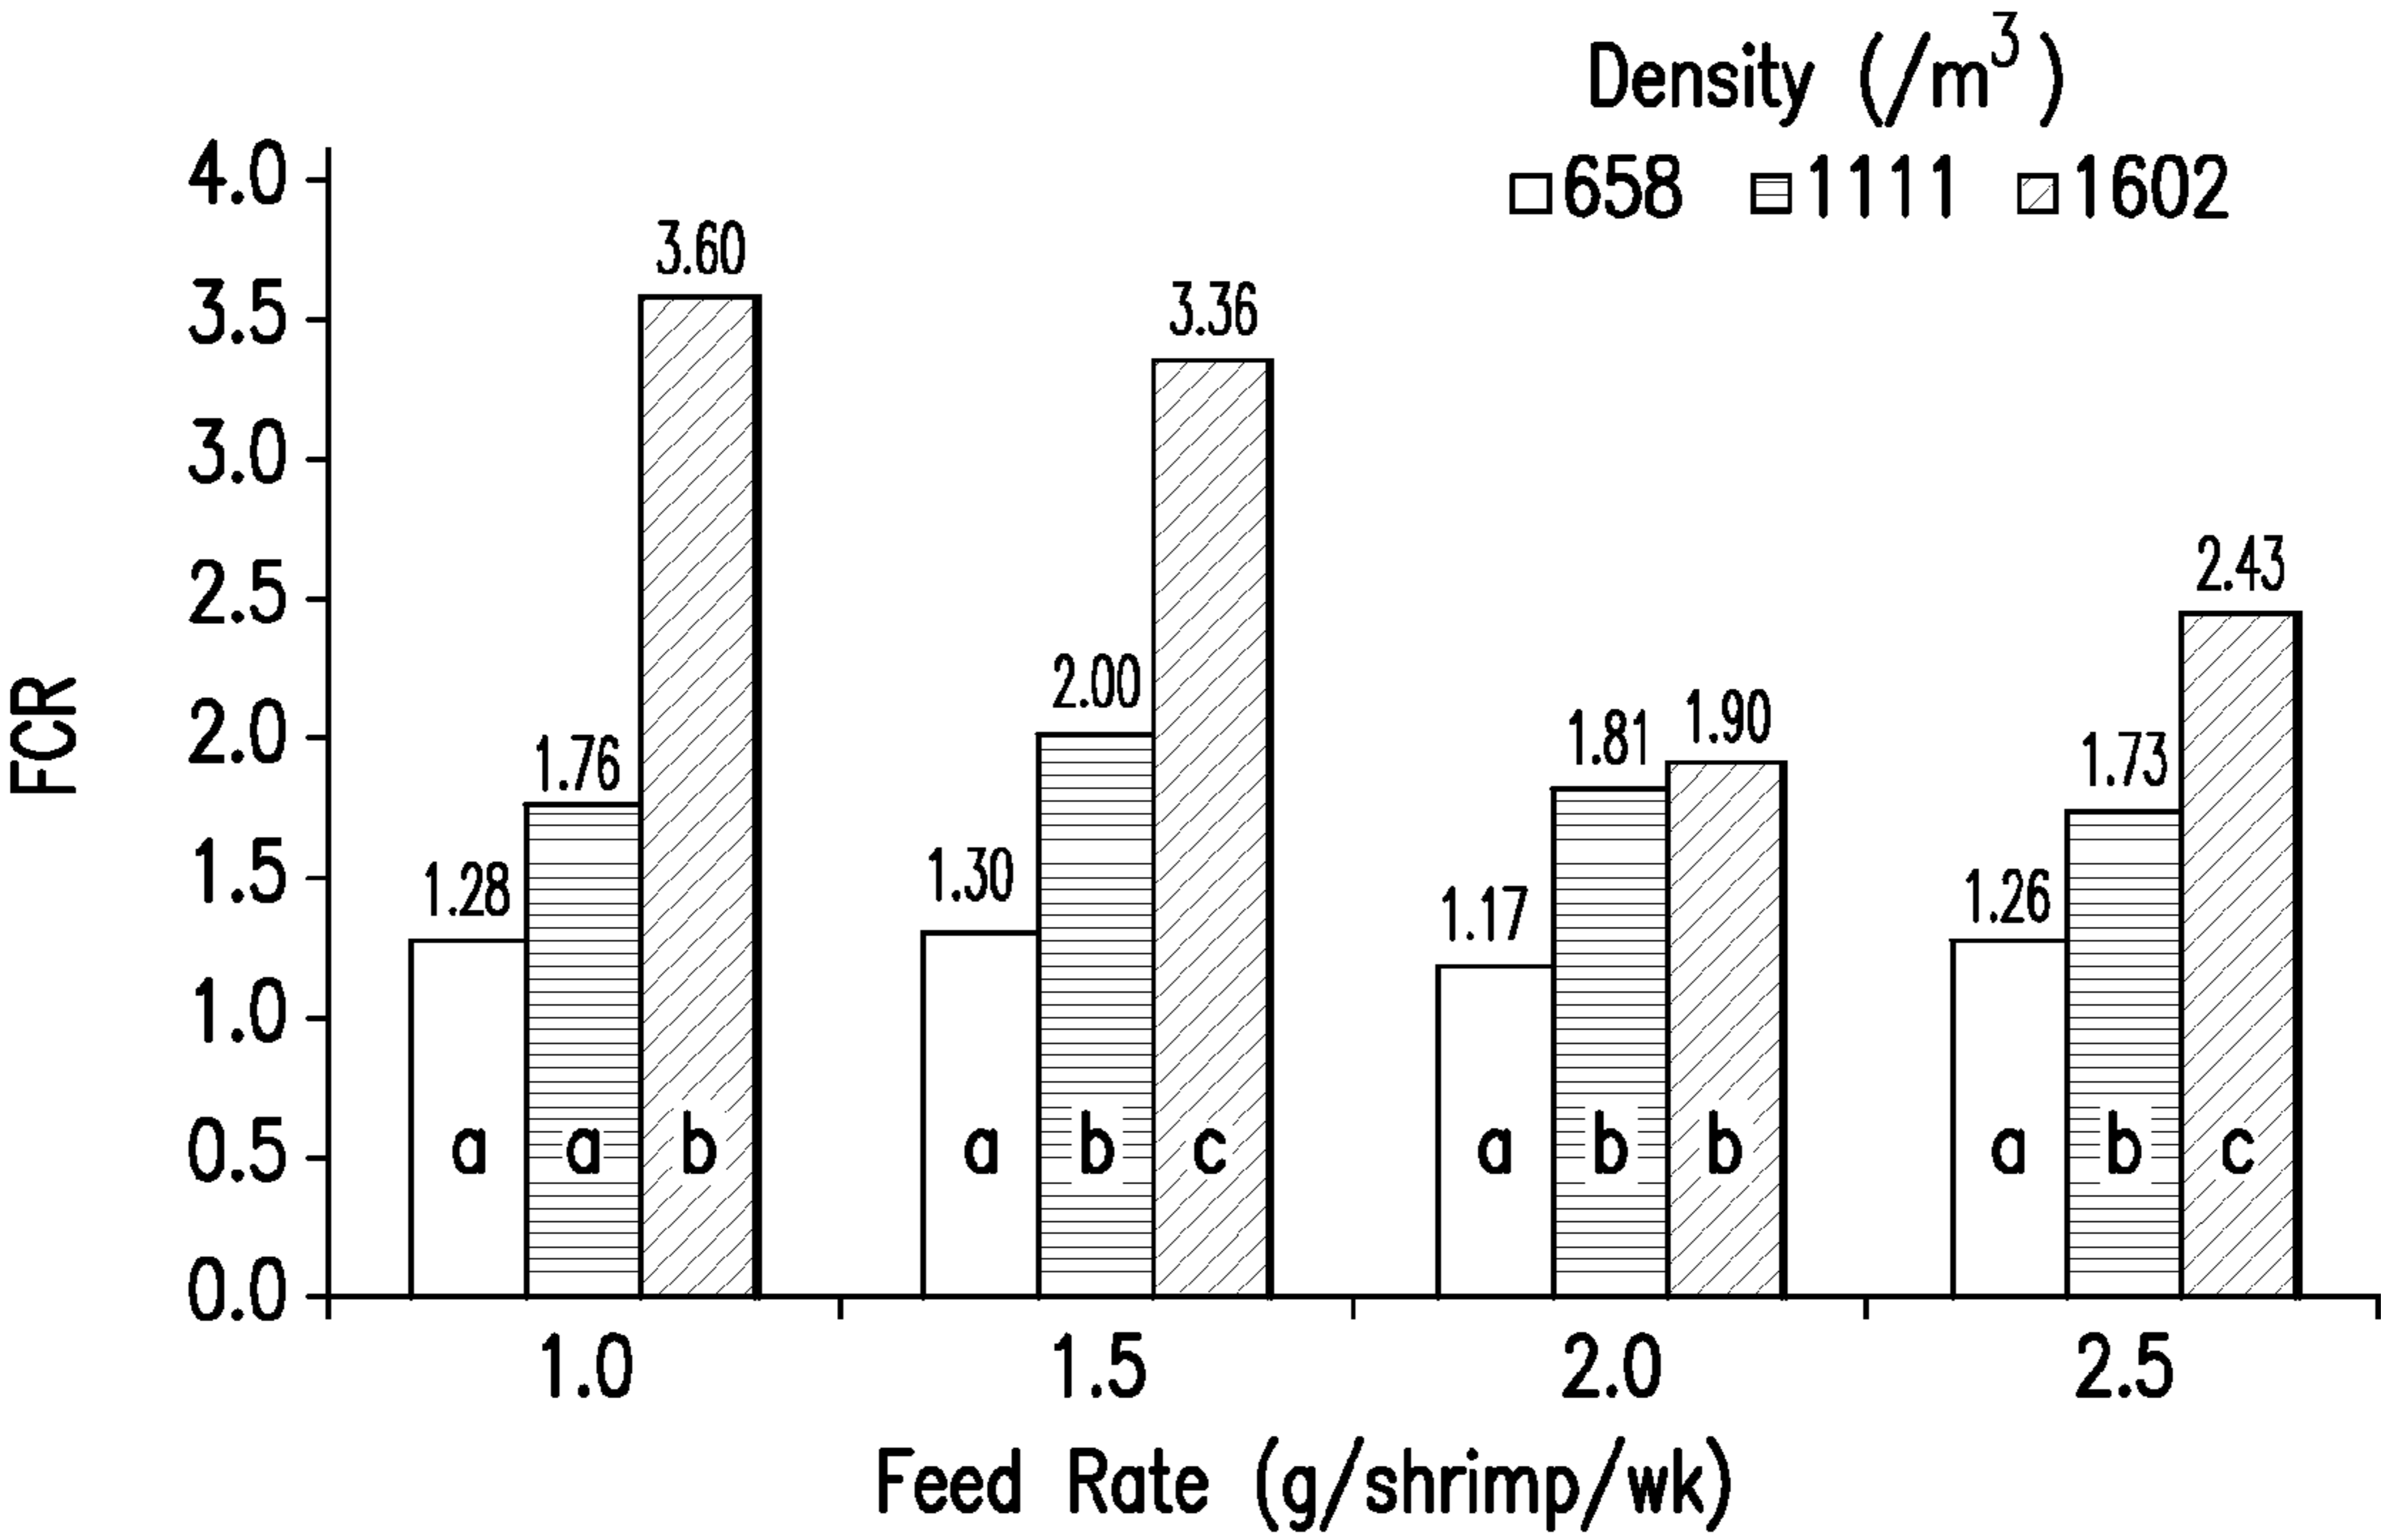 Density (/m³)
658 1111 1602
4.0
3.5
3.0
2.5
2.0
1.5
1.0
0.5
0.0
FCR
1.28 1.76 3.60
1.30 2.00 3.36
1.17 1.81 1.90
1.26 1.73 2.43
a a b
a b c
a b b
a b c
1.0 1.5 2.0 2.5
Feed Rate (g/shrimp/wk)